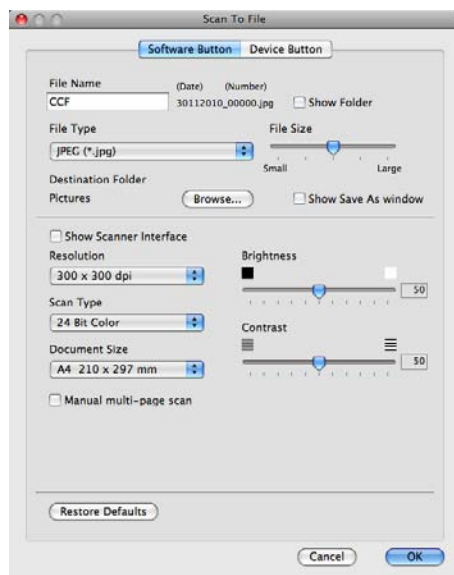 Scan To File
Software Button Device Button
File Name (Date) (Number)
CCF 30112010_00000.jpg Show Folder
File Type File Size
JPEG (*.jpg)
Small Large
Destination Folder
Pictures Browse... Show Save As window
Show Scanner Interface
Resolution Brightness
300 x 300 dpi 50
Scan Type
24 Bit Color Contrast
Document Size
A4 210 x 297 mm 50
Manual multi-page scan
Restore Defaults
Cancel OK